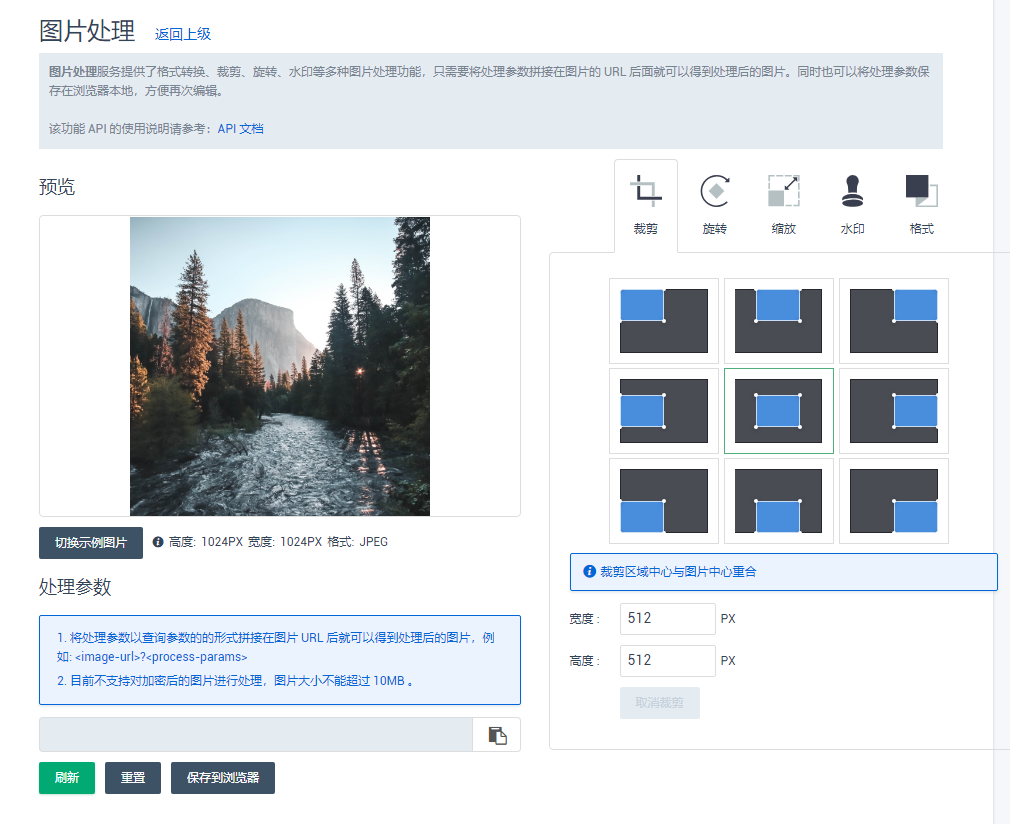 图片处理 返回上级
图片处理服务提供了格式转换、裁剪、旋转、水印等多种图片处理功能，只需要将处理参数拼接在图片的 URL 后面就可以得到处理后的图片。同时也可以将处理参数保
存在浏览器本地，方便再次编辑。
该功能 API 的使用说明请参考：API 文档
预览
裁剪 旋转 缩放 水印 格式
切换示例图片 高度: 1024PX 宽度: 1024PX 格式: JPEG
处理参数
1. 将处理参数以查询参数的的形式拼接在图片 URL 后就可以得到处理后的图片，例
如: <image-url>?<process-params>
2. 目前不支持对加密后的图片进行处理，图片大小不能超过 10MB 。
刷新 重置 保存到浏览器
裁剪区域中心与图片中心重合
宽度 : 512 PX
高度 : 512 PX
取消裁剪